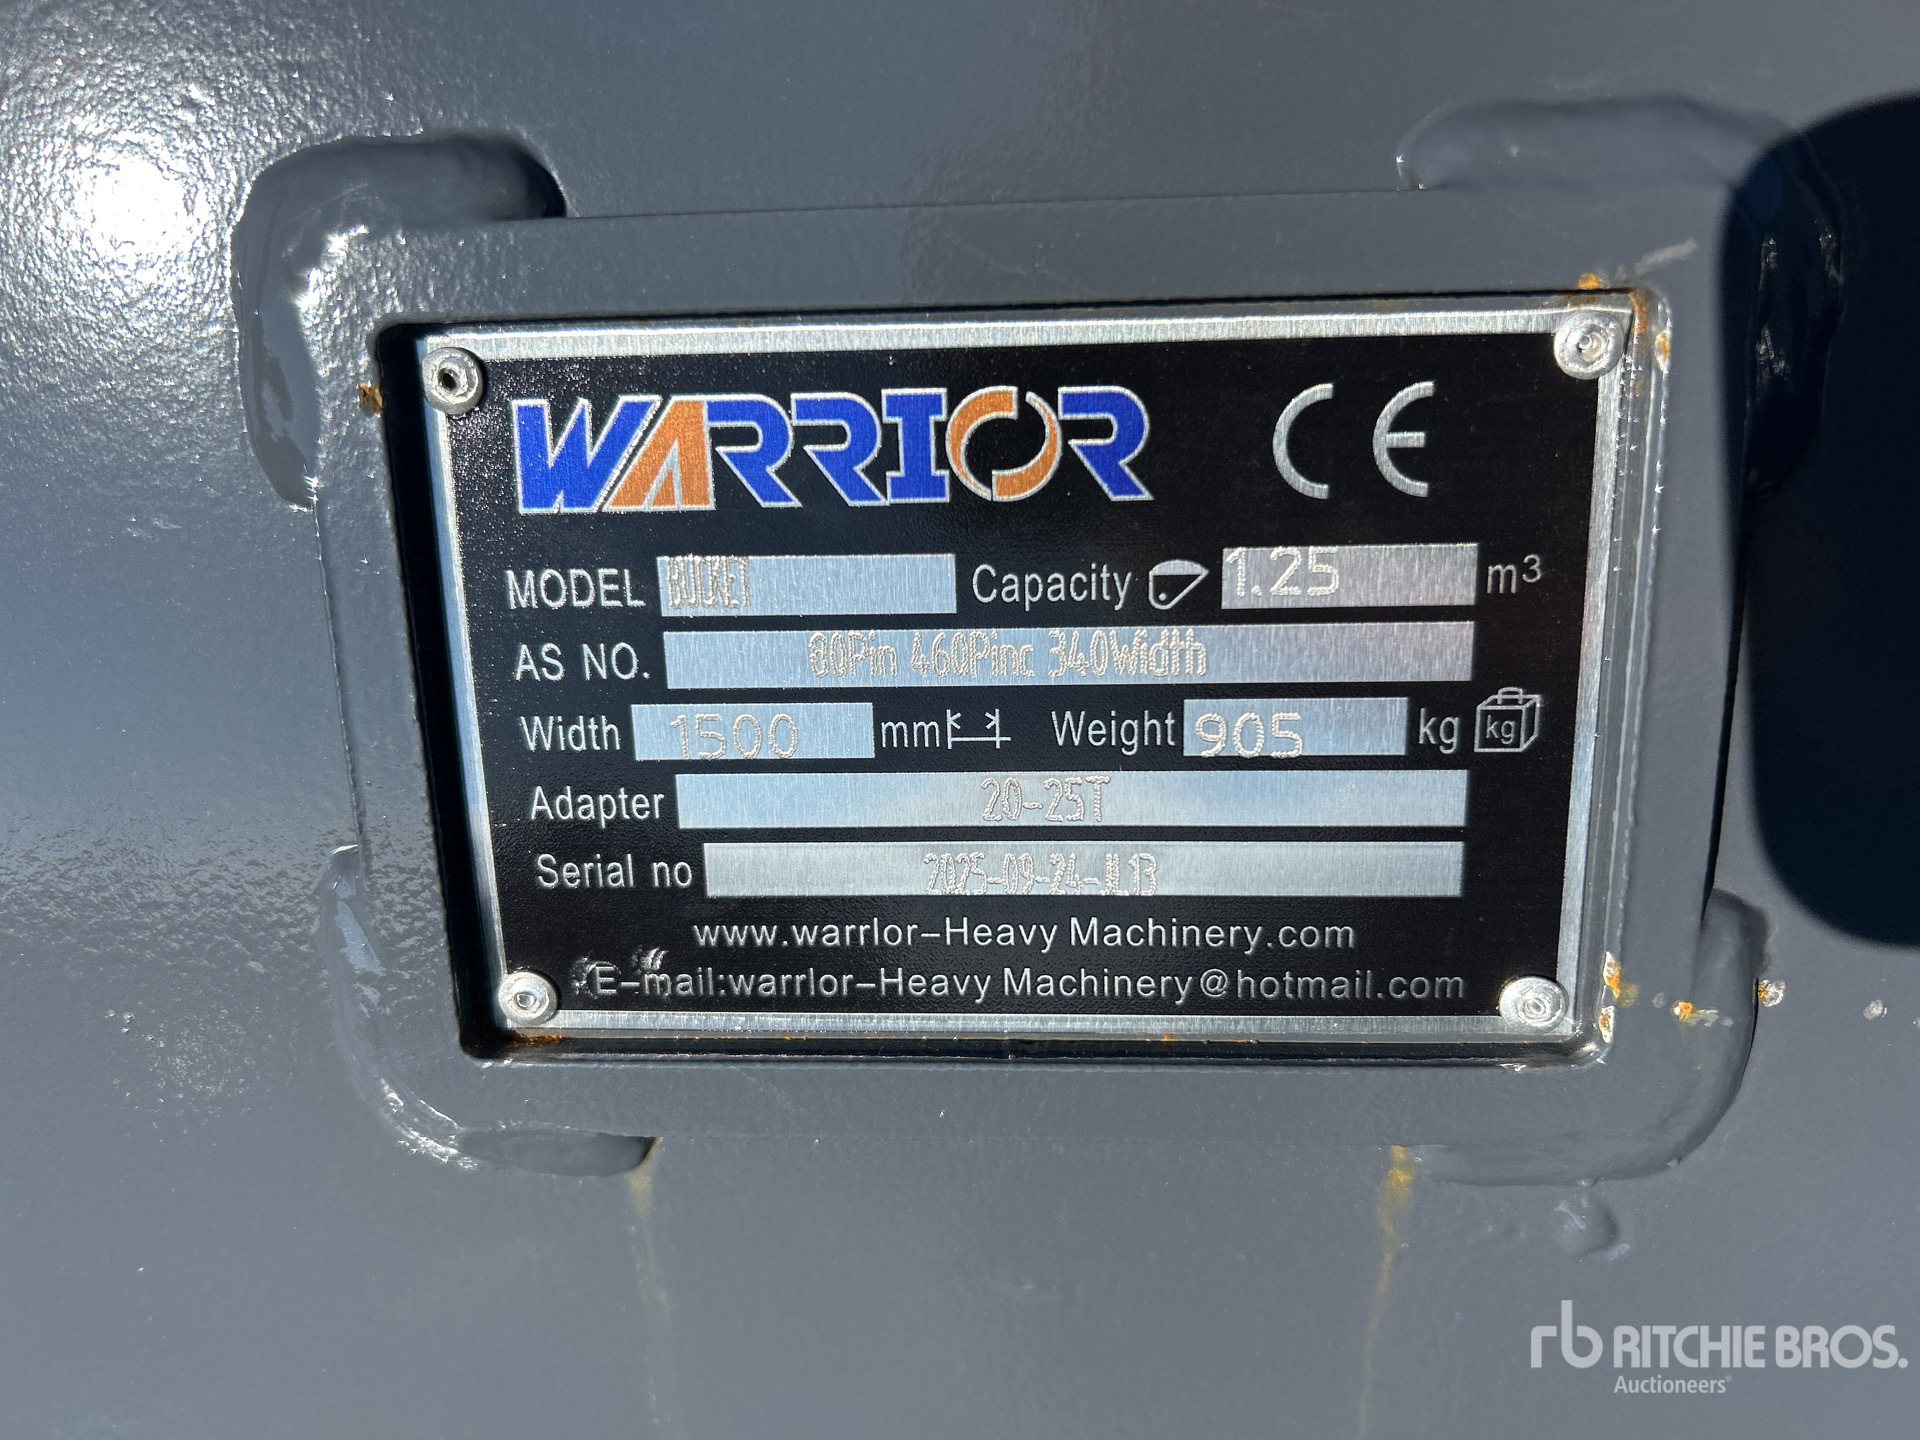 WARRIOR CE
MODEL BUCKET Capacity 1.25 m³
AS NO. 80Pin 460Pinc 340Width
Width 1500 mm Weight 905 kg kg
Adapter 20-25T
Serial no 2025-09-24-JL13
www.warrlor-Heavy Machinery.com
E-mail:warrlor-Heavy Machinery@hotmail.com
rb RITCHIE BROS.
Auctioneers